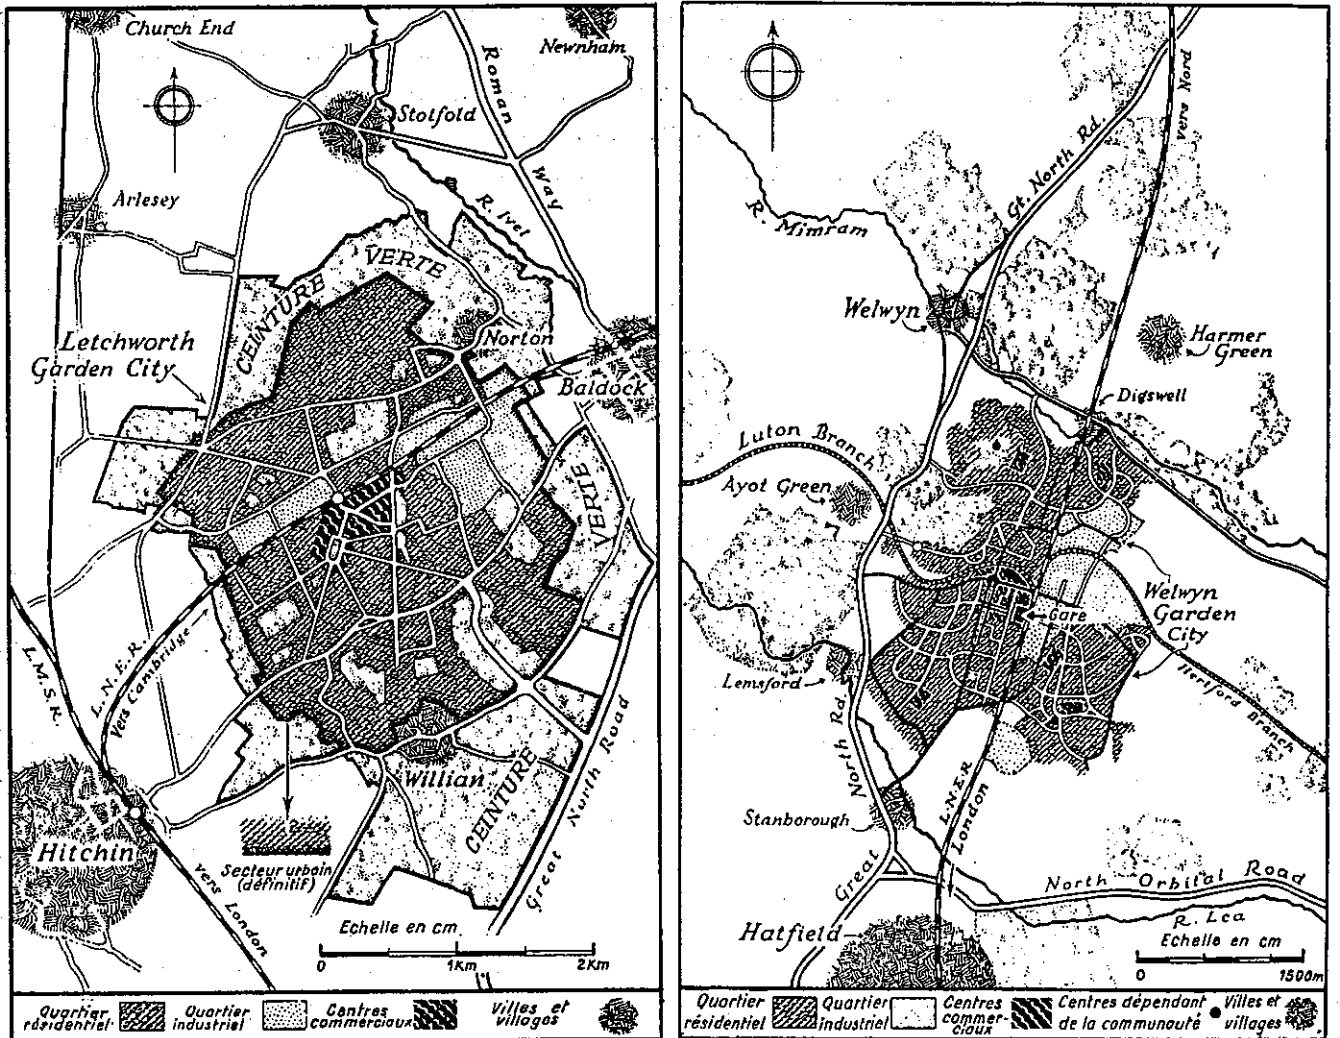 Church End
Newnham
Roman
Way
Stotfold
Arlesey
R. Ivel
CEINTURE
VERTE
Letchworth
Garden City
Norton
Baldock
VERTE
L.N.E.R.
Vers Cambridge
L.M.S.R.
Willian
CEINTURE
Hitchin
Secteur urbain
(définitif)
vers
London
Great
North Road
Echelle en cm.
0
1Km
2Km
Quartier
résidentiel
Quartier
industriel
Centres
commerciaux
Villes et
villages
vers Nord
Gt. North Rd.
R. Mimram
Welwyn
Harmer
Green
Digswell
Luton Branch
Ayot Green
Welwyn
Garden
City
Gare
Lemsford
Hertford Branch
North Rd
Stanborough
L.N.E.R
London
Great
North Orbital Road
R. Lea
Hatfield
Echelle en cm
0
1500m
Quartier
résidentiel
Quartier
industriel
Centres
commer-
ciaux
Centres dépendant
de la communauté
Villes et
villages